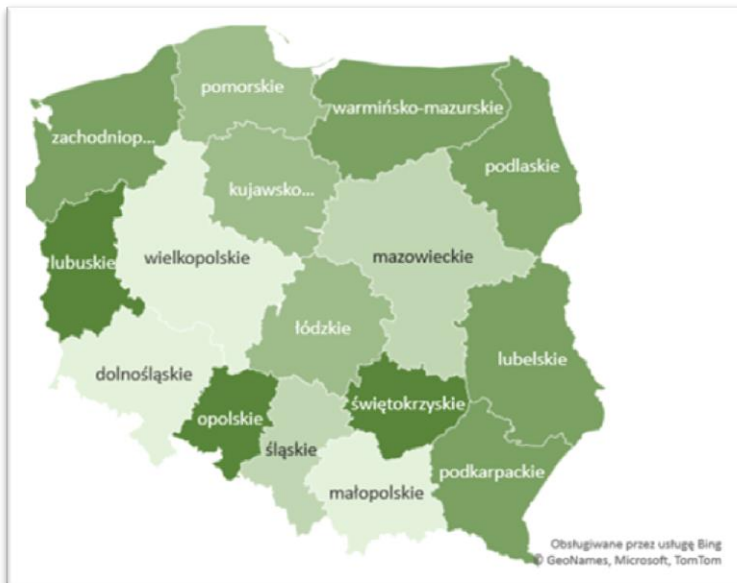 pomorskie
warmińsko-mazurskie
zachodniop...
podlaskie
kujawsko...
lubuskie
wielkopolskie
mazowieckie
łódzkie
lubelskie
dolnośląskie
opolskie
świętokrzyskie
śląskie
podkarpackie
małopolskie
Obsługiwane przez usługę Bing
© GeoNames, Microsoft, TomTom